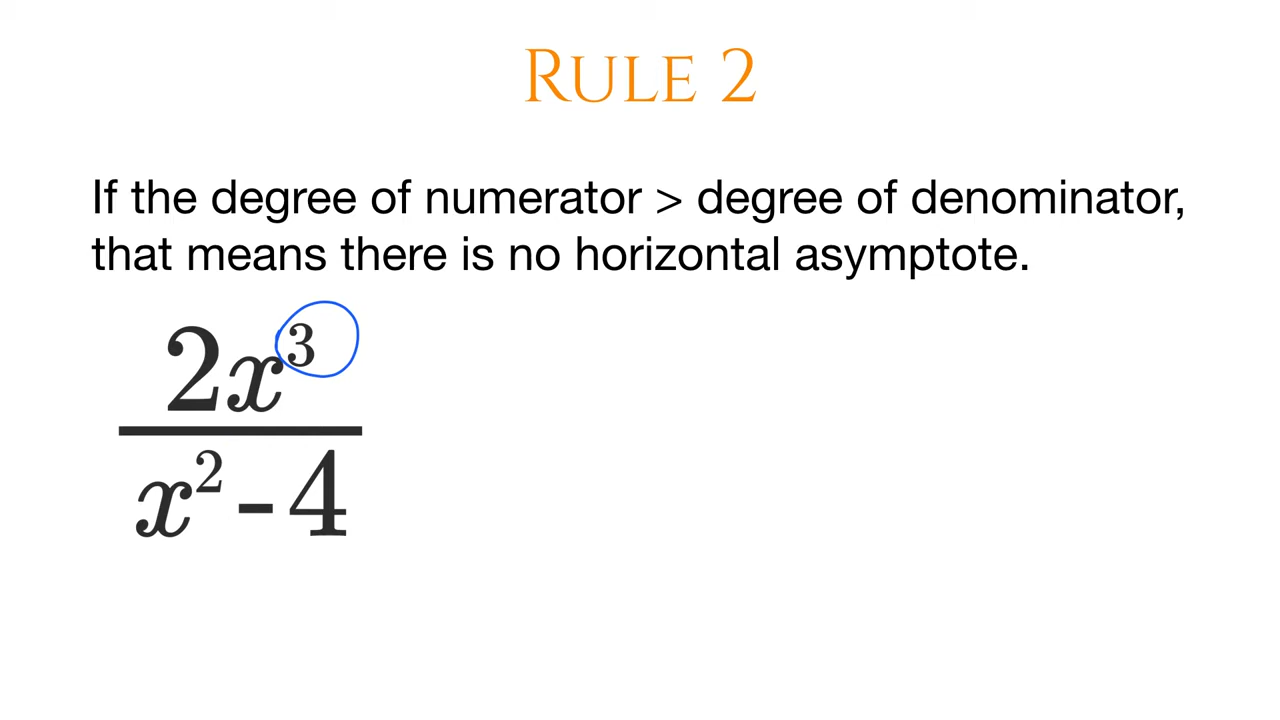 RULE 2
If the degree of numerator > degree of denominator,
that means there is no horizontal asymptote.
2x³
x² - 4